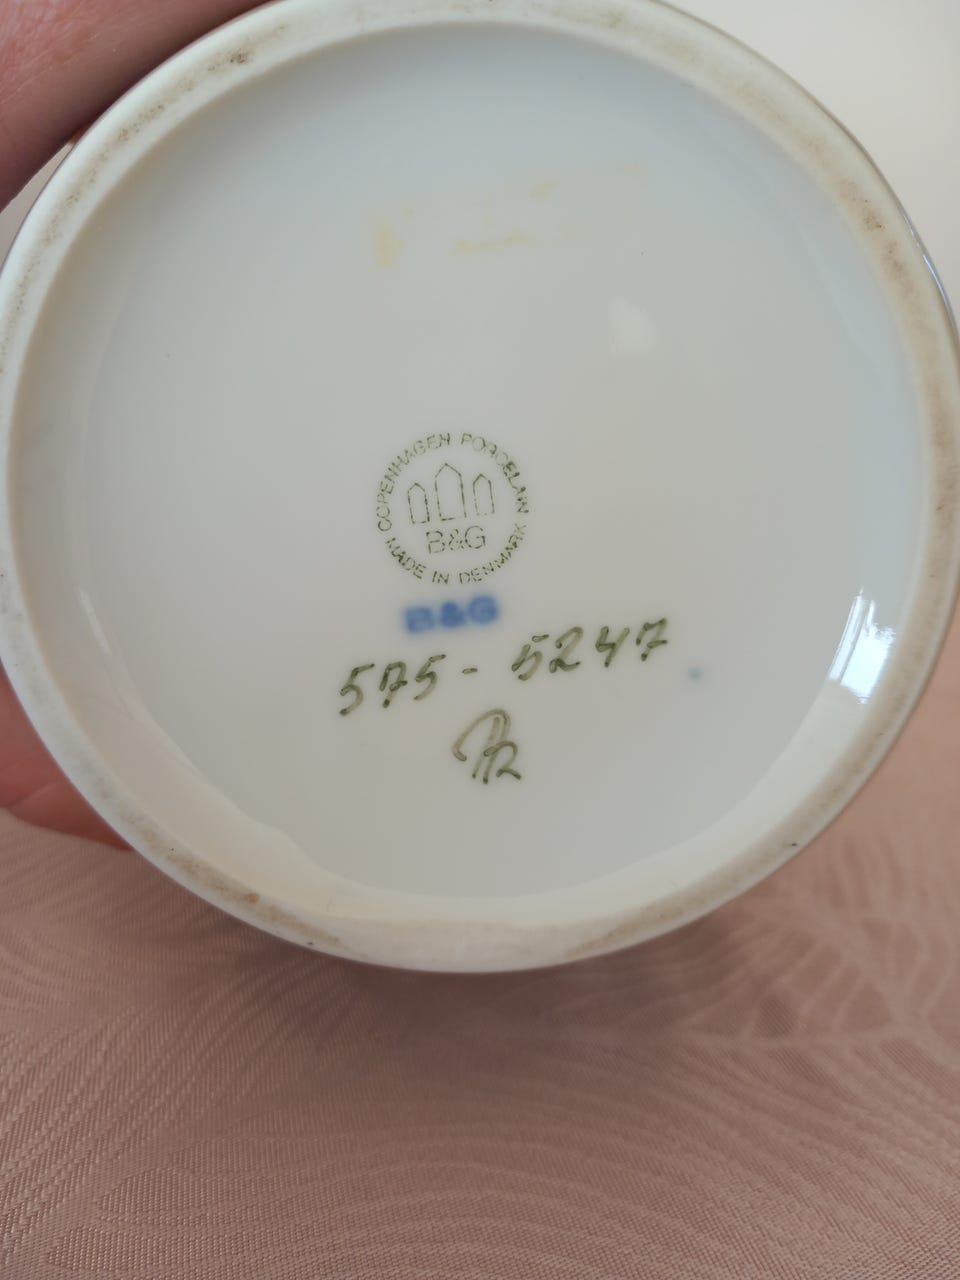 COPENHAGEN PORCELAIN
B&G
MADE IN DENMARK
B&G
575-5247